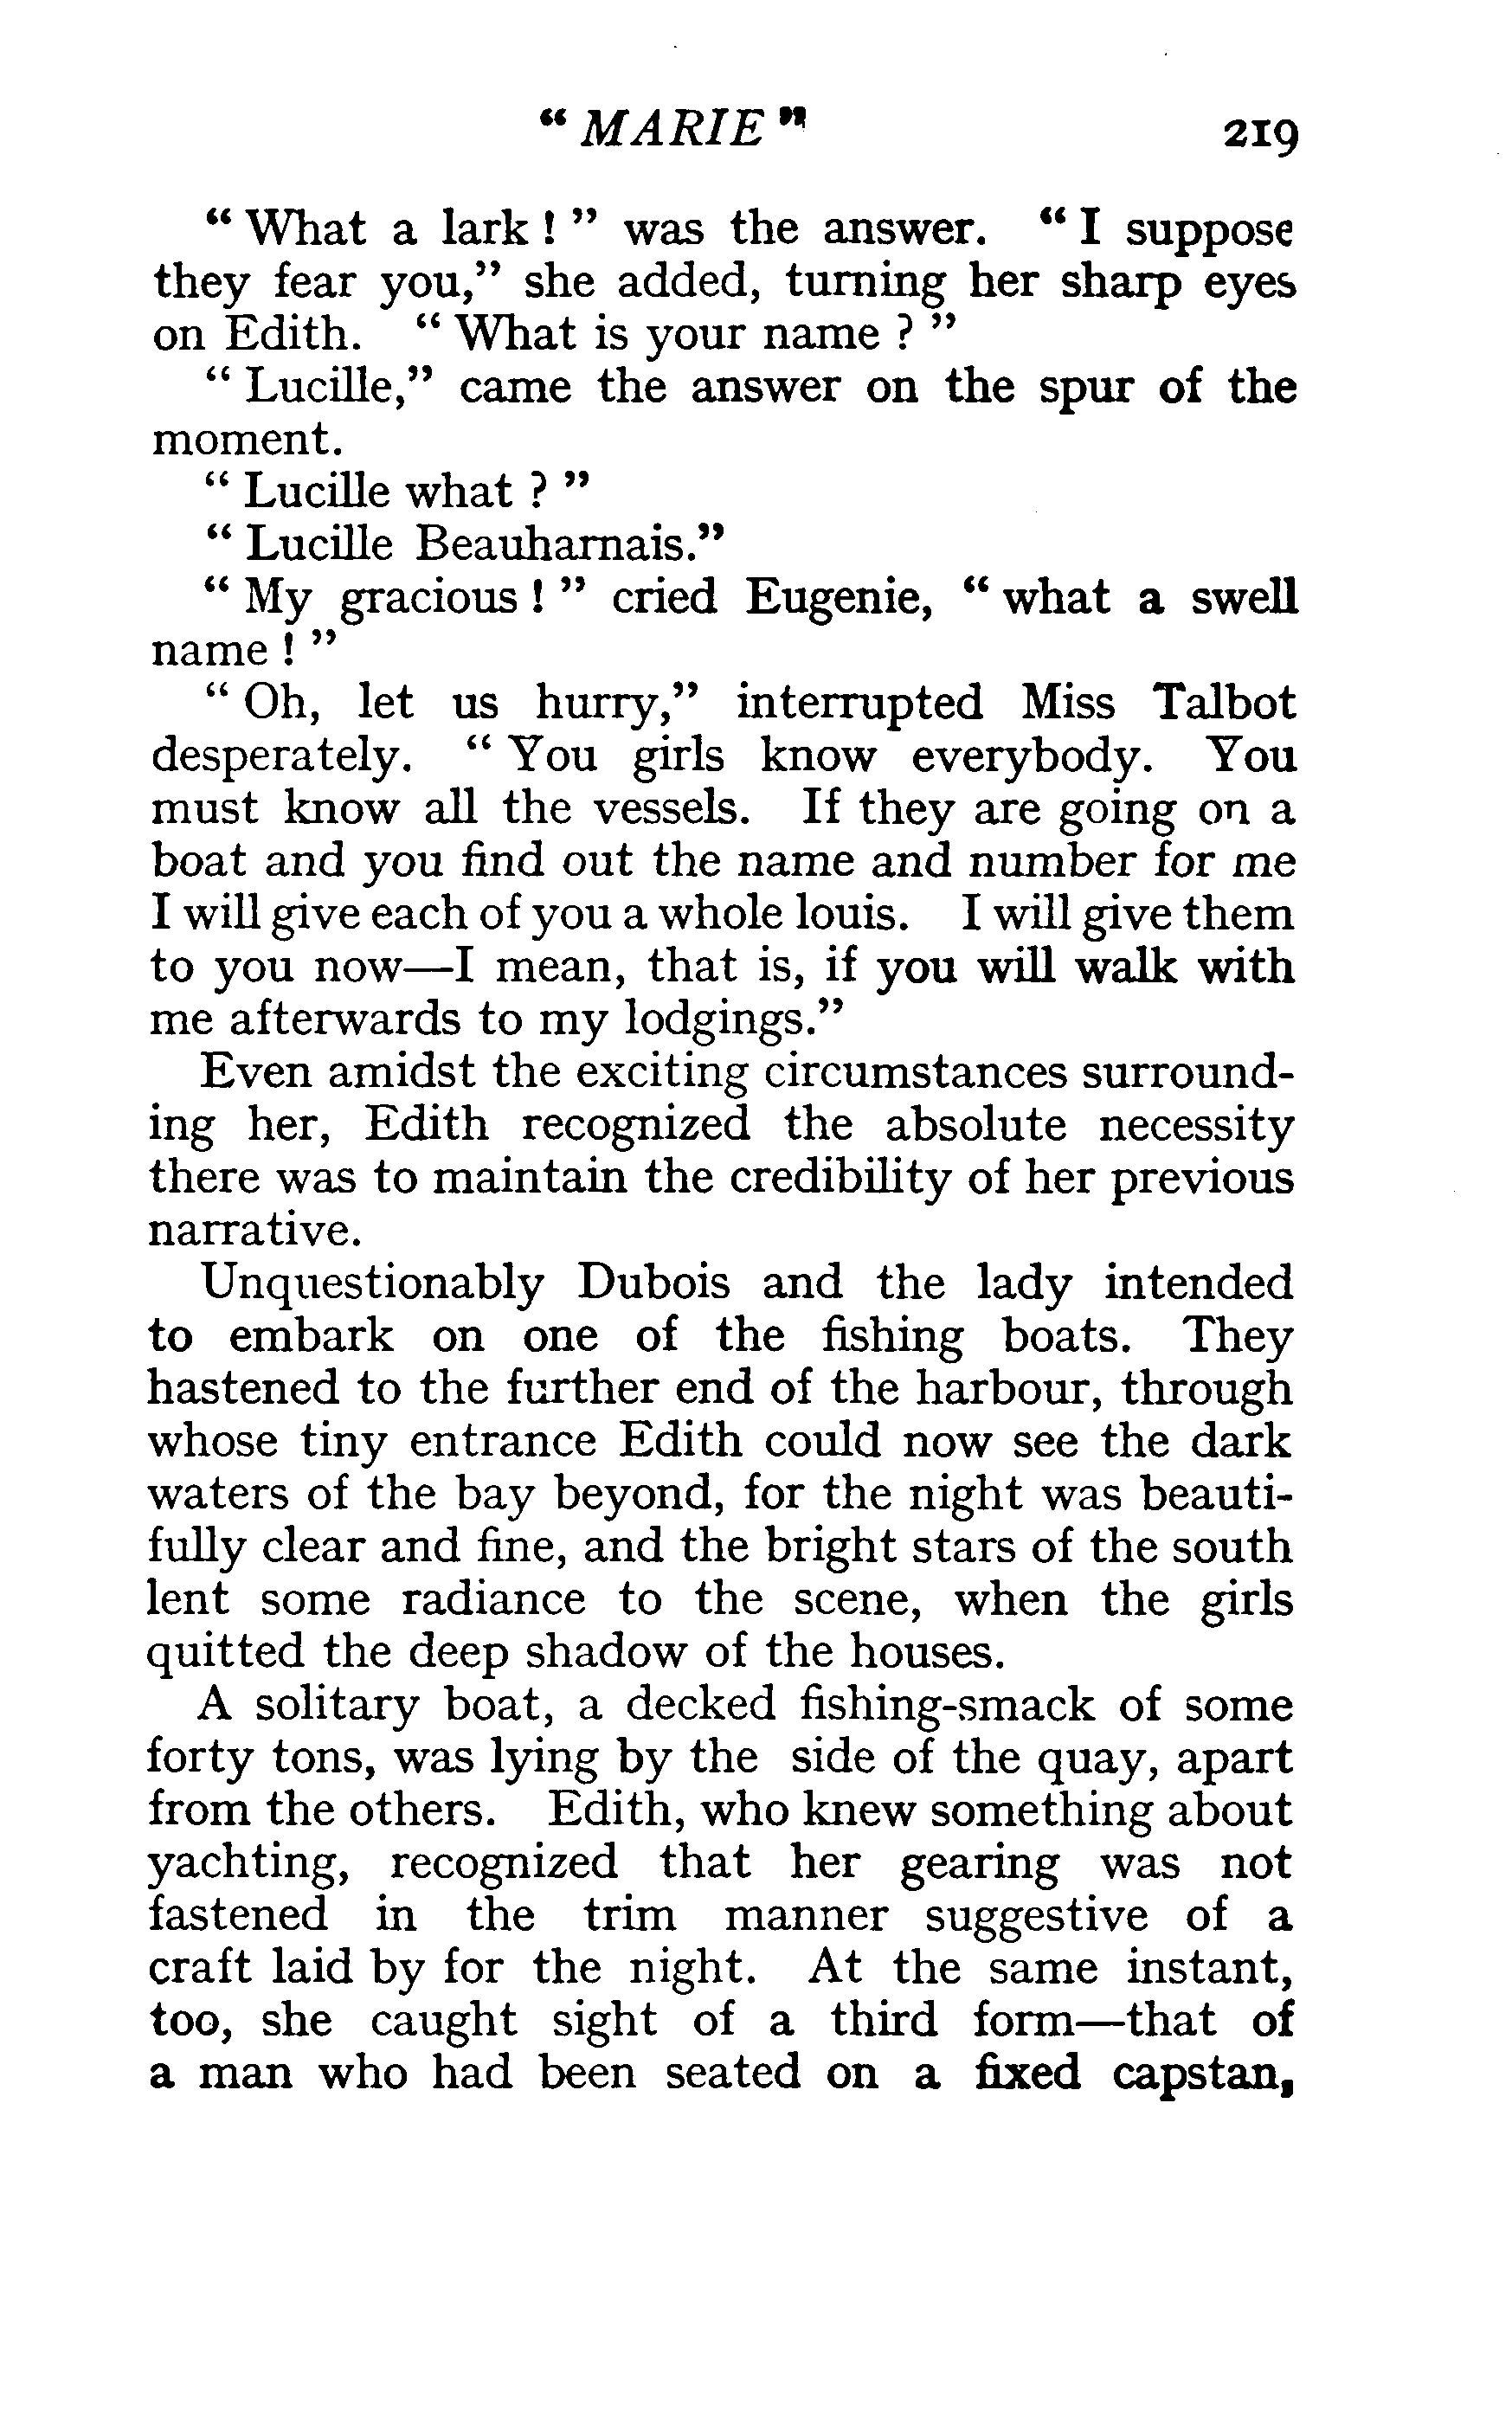 “ MARIE ” 219
“ What a lark ! ” was the answer. “ I suppose
they fear you,” she added, turning her sharp eyes
on Edith. “ What is your name ? ”
“ Lucille,” came the answer on the spur of the
moment.
“ Lucille what ? ”
“ Lucille Beauharnais.”
“ My gracious ! ” cried Eugenie, “ what a swell
name ! ”
“ Oh, let us hurry,” interrupted Miss Talbot
desperately. “ You girls know everybody. You
must know all the vessels. If they are going on a
boat and you find out the name and number for me
I will give each of you a whole louis. I will give them
to you now—I mean, that is, if you will walk with
me afterwards to my lodgings.”
Even amidst the exciting circumstances surround-
ing her, Edith recognized the absolute necessity
there was to maintain the credibility of her previous
narrative.
Unquestionably Dubois and the lady intended
to embark on one of the fishing boats. They
hastened to the further end of the harbour, through
whose tiny entrance Edith could now see the dark
waters of the bay beyond, for the night was beauti-
fully clear and fine, and the bright stars of the south
lent some radiance to the scene, when the girls
quitted the deep shadow of the houses.
A solitary boat, a decked fishing-smack of some
forty tons, was lying by the side of the quay, apart
from the others. Edith, who knew something about
yachting, recognized that her gearing was not
fastened in the trim manner suggestive of a
craft laid by for the night. At the same instant,
too, she caught sight of a third form—that of
a man who had been seated on a fixed capstan,